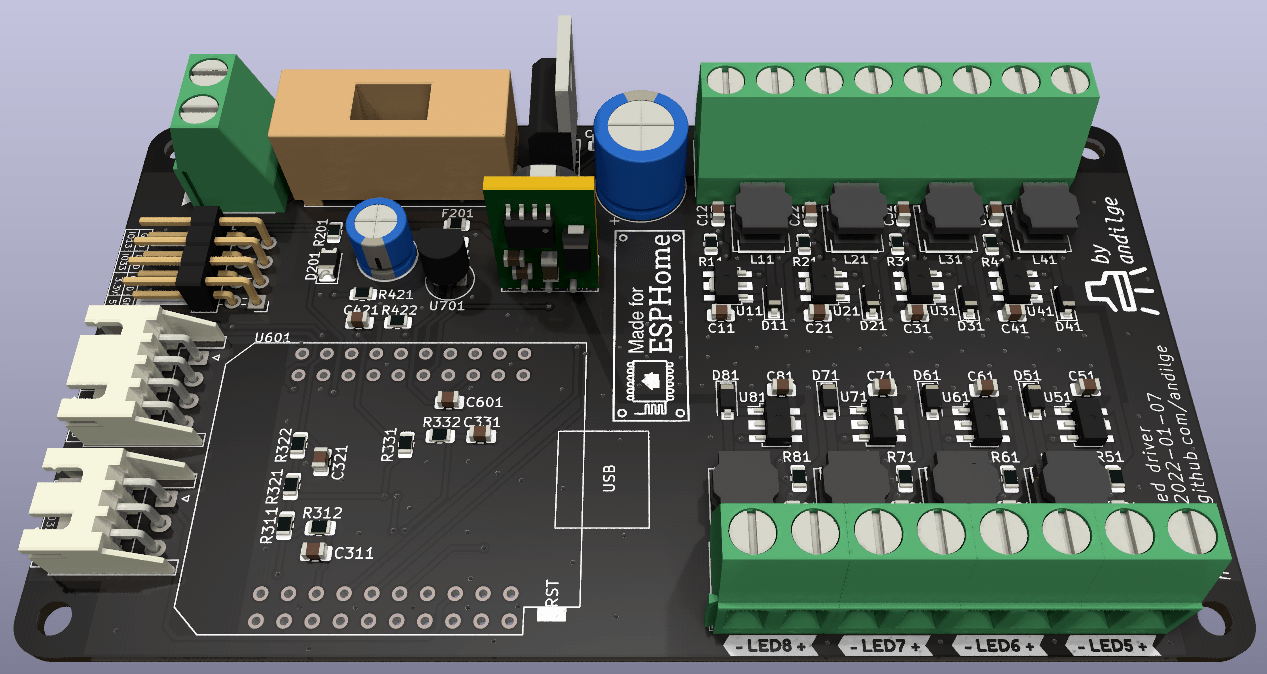 F201
R201
D201
R421
C421
R422
U701
U601
Made for
ESPHome
L11
L21
L31
L41
U11
U21
U31
U41
C11
D11
C21
D21
C31
D31
C41
D41
by
andilge
D81
C81
D71
C71
D61
C61
D51
C51
U81
U71
U61
U51
R81
R71
R61
R51
C601
R332
C331
R331
R322
C321
R321
R311
R312
C311
USB
RST
ed driver
2022-01-07
github.com/andilge
- LED8 +
- LED7 +
- LED6 +
- LED5 +